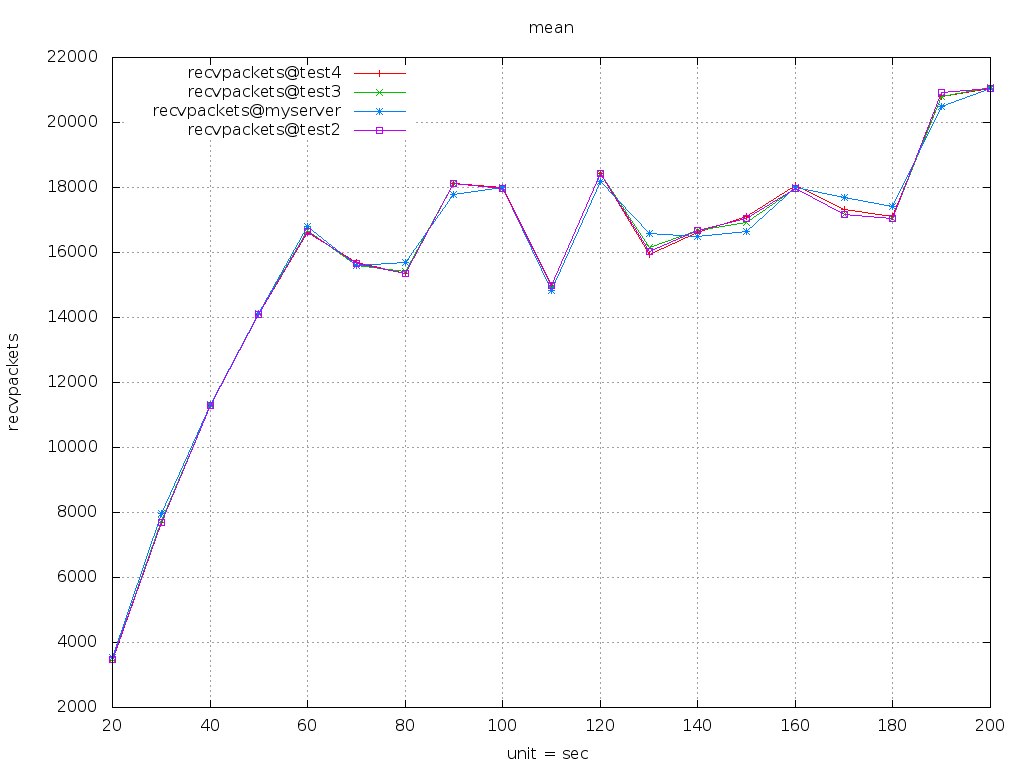 mean
22000
20000
18000
16000
14000
12000
10000
8000
6000
4000
2000
recvpackets
recvpackets@test4
recvpackets@test3
recvpackets@myserver
recvpackets@test2
20 40 60 80 100 120 140 160 180 200
unit = sec